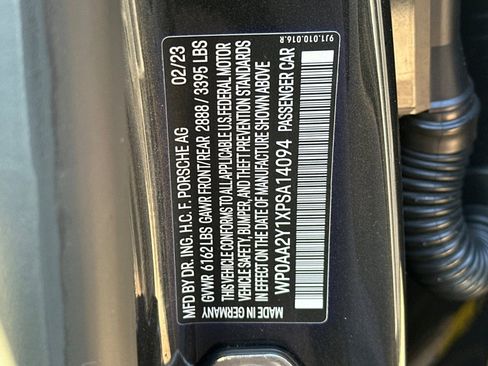 9J1.010.016.R
MFD BY DR. ING. H.C. F. PORSCHE AG 02/23
GVWR 6162LBS GAWR FRONT/REAR 2888 / 3395 LBS
THIS VEHICLE CONFORMS TO ALL APPLICABLE U.S.FEDERAL MOTOR
VEHICLE SAFETY, BUMPER, AND THEFT PREVENTION STANDARDS
IN EFFECT ON THE DATE OF MANUFACTURE SHOWN ABOVE
WP0AA2Y1XPSA14094 PASSENGER CAR
MADE IN GERMANY